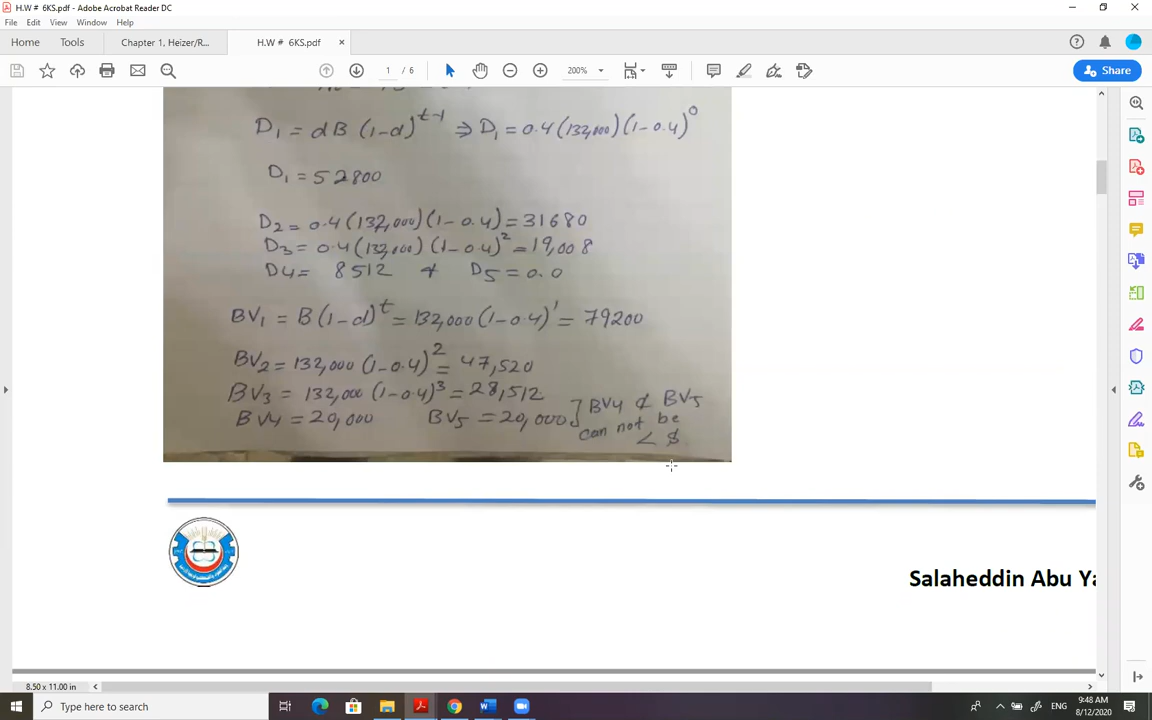 H.W # 6KS.pdf - Adobe Acrobat Reader DC
File Edit View Window Help
Home Tools Chapter 1, Heizer/R... H.W # 6KS.pdf ×
1 / 6 200% Share
D₁ = dB (1-d)^t-1 ⇒ D₁ = 0.4(132,000)(1-0.4)^0
D₁ = 52800
D₂ = 0.4(132,000)(1-0.4) = 31680
D₃ = 0.4(132,000)(1-0.4)² = 19,008
D4 = 8512 & D5 = 0.0
BV₁ = B(1-d)^t = 132,000(1-0.4)^1 = 79200
BV₂ = 132,000(1-0.4)² = 47,520
BV₃ = 132,000(1-0.4)³ = 28,512
BV4 = 20,000 BV5 = 20,000 ] BV4 & BV5
can not be
< $
Salaheddin Abu Ya
8.50 x 11.00 in
Type here to search
ENG
9:48 AM
8/12/2020